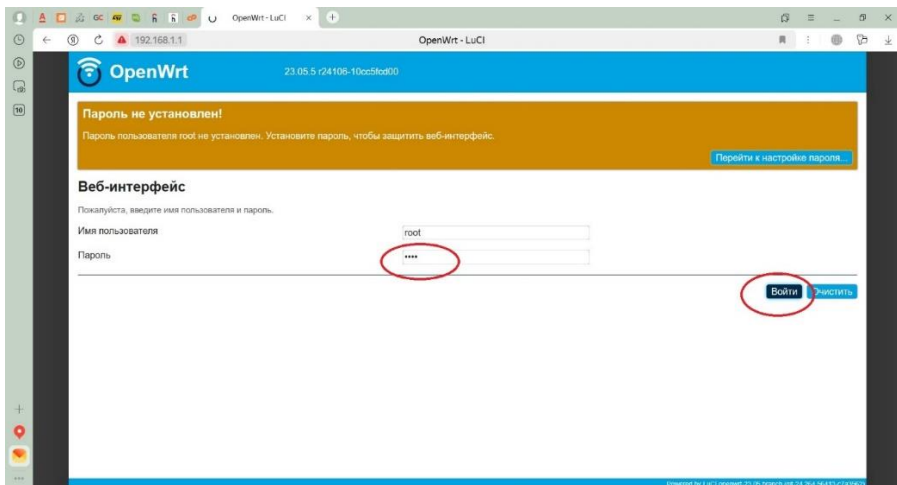 OpenWrt - LuCI
192.168.1.1
OpenWrt - LuCI
OpenWrt
23.05.5 r24106-10cc5fcd00
Пароль не установлен!
Пароль пользователя root не установлен. Установите пароль, чтобы защитить веб-интерфейс.
Перейти к настройке пароля...
Веб-интерфейс
Пожалуйста, введите имя пользователя и пароль.
Имя пользователя
root
Пароль
••••
Войти
Очистить